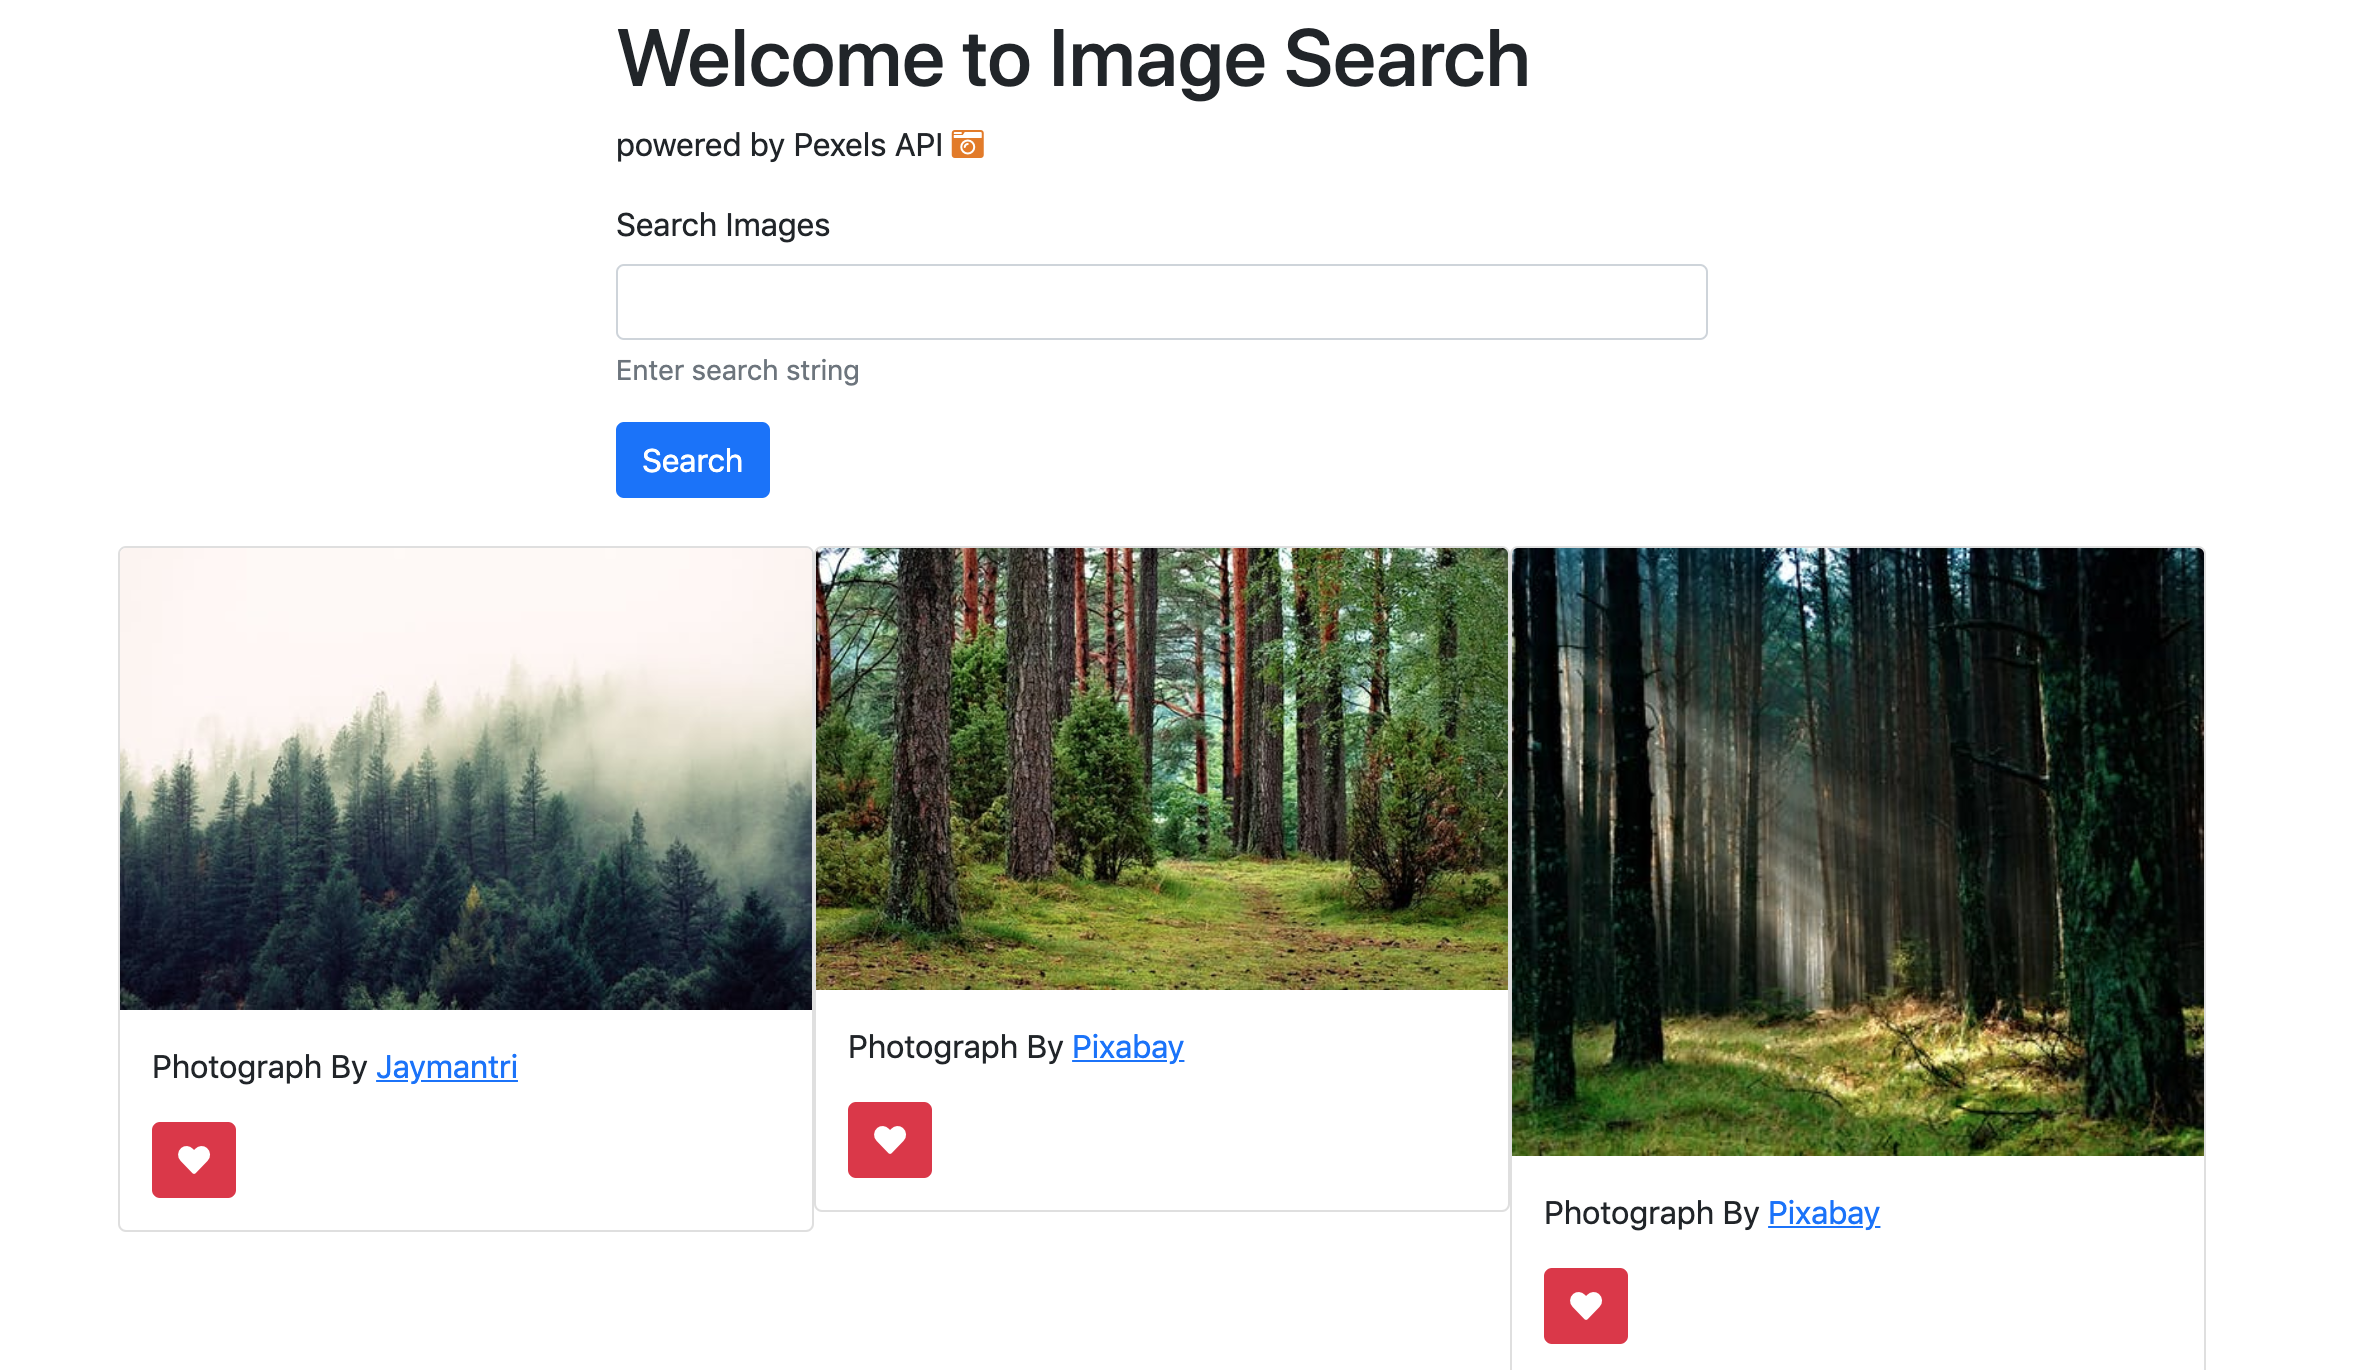 Welcome to Image Search
powered by Pexels API
Search Images
Enter search string
Search
Photograph By Jaymantri
Photograph By Pixabay
Photograph By Pixabay